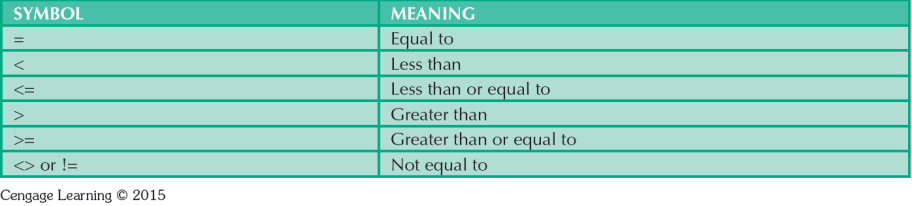 SYMBOL MEANING
= Equal to
< Less than
<= Less than or equal to
> Greater than
>= Greater than or equal to
<> or != Not equal to
Cengage Learning © 2015